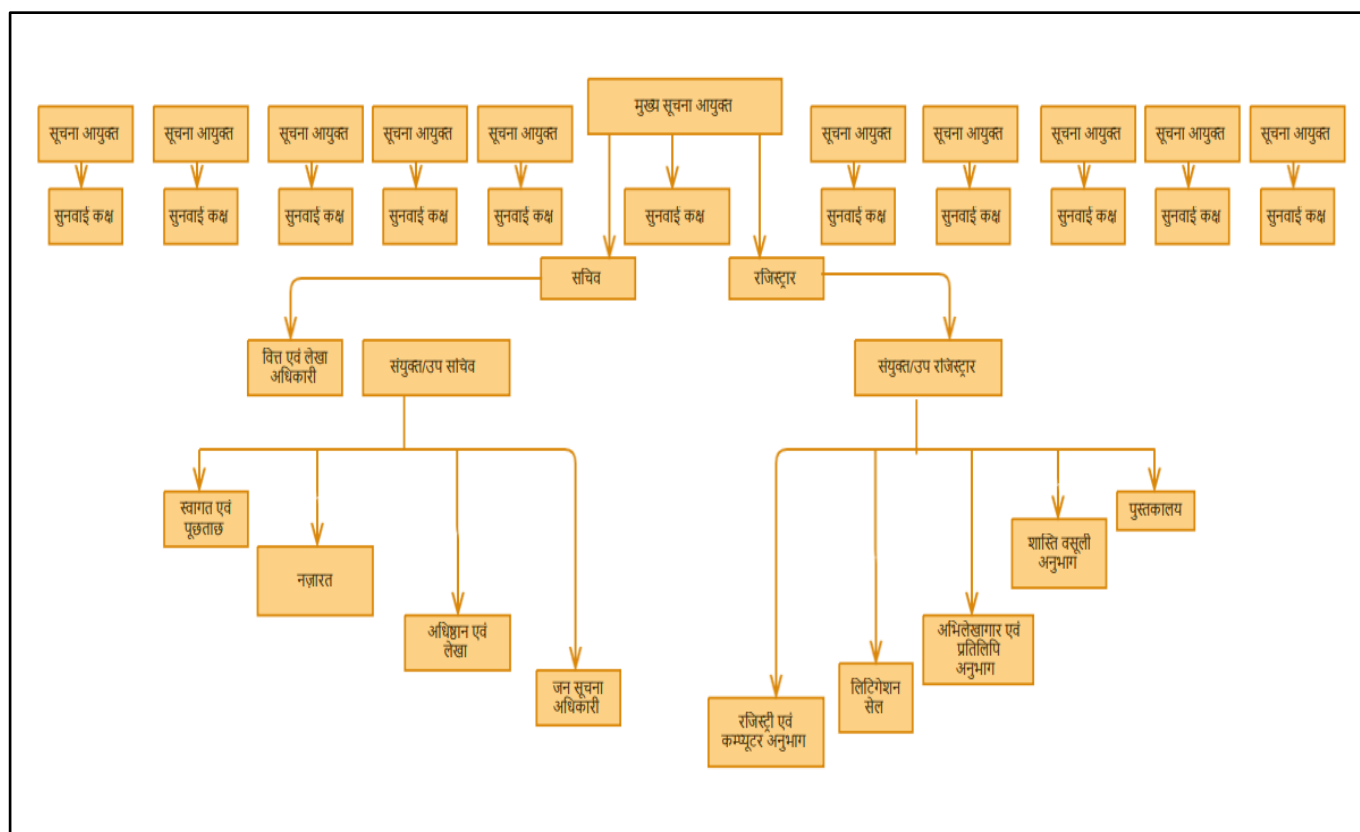 मुख्य सूचना आयुक्त
सूचना आयुक्त
सूचना आयुक्त
सूचना आयुक्त
सूचना आयुक्त
सूचना आयुक्त
सूचना आयुक्त
सूचना आयुक्त
सूचना आयुक्त
सूचना आयुक्त
सूचना आयुक्त
सुनवाई कक्ष
सुनवाई कक्ष
सुनवाई कक्ष
सुनवाई कक्ष
सुनवाई कक्ष
सुनवाई कक्ष
सुनवाई कक्ष
सुनवाई कक्ष
सुनवाई कक्ष
सुनवाई कक्ष
सुनवाई कक्ष
सचिव
रजिस्ट्रार
वित्त एवं लेखा
अधिकारी
संयुक्त/उप सचिव
संयुक्त/उप रजिस्ट्रार
स्वागत एवं
पूछताछ
नज़ारत
अधिष्ठान एवं
लेखा
जन सूचना
अधिकारी
रजिस्ट्री एवं
कम्प्यूटर अनुभाग
लिटिगेशन
सेल
अभिलेखागार एवं
प्रतिलिपि
अनुभाग
शास्ति वसूली
अनुभाग
पुस्तकालय